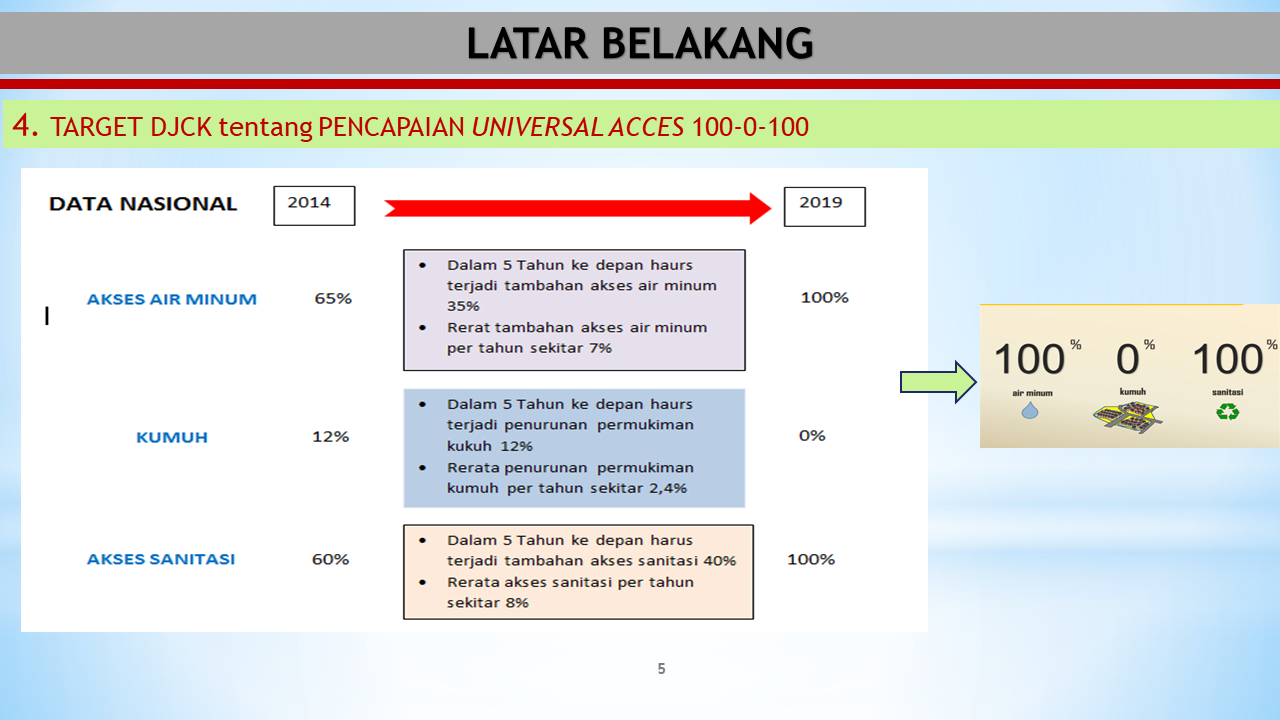 LATAR BELAKANG
4. TARGET DJCK tentang PENCAPAIAN UNIVERSAL ACCES 100-0-100
DATA NASIONAL 2014 2019
AKSES AIR MINUM 65%
• Dalam 5 Tahun ke depan haurs
terjadi tambahan akses air minum
35%
• Rerat tambahan akses air minum
per tahun sekitar 7%
100%
l
KUMUH 12%
• Dalam 5 Tahun ke depan haurs
terjadi penurunan permukiman
kukuh 12%
• Rerata penurunan permukiman
kumuh per tahun sekitar 2,4%
0%
AKSES SANITASI 60%
• Dalam 5 Tahun ke depan harus
terjadi tambahan akses sanitasi 40%
• Rerata akses sanitasi per tahun
sekitar 8%
100%
100% 0% 100%
air minum kumuh sanitasi
5